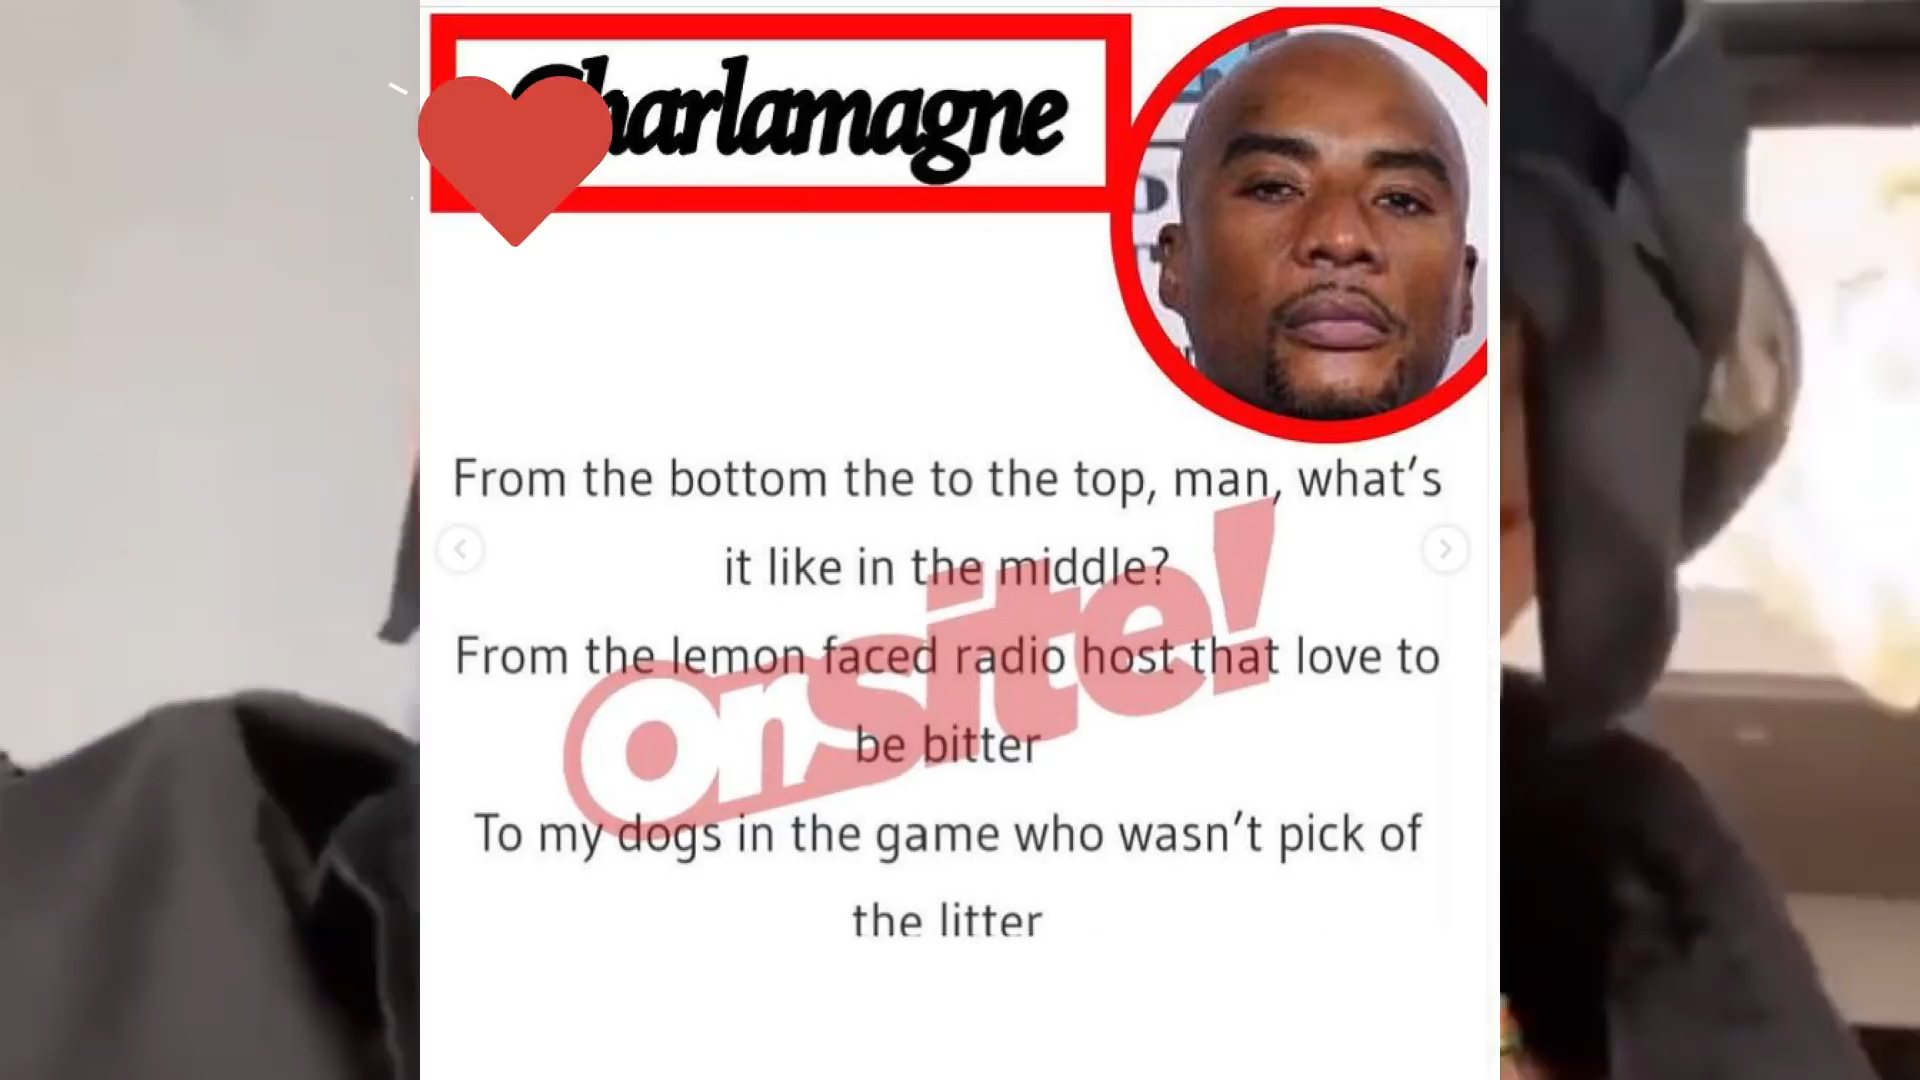 Charlamagne
From the bottom the to the top, man, what's
it like in the middle?
From the lemon faced radio host that love to
be bitter
To my dogs in the game who wasn't pick of
the litter
Onsite!